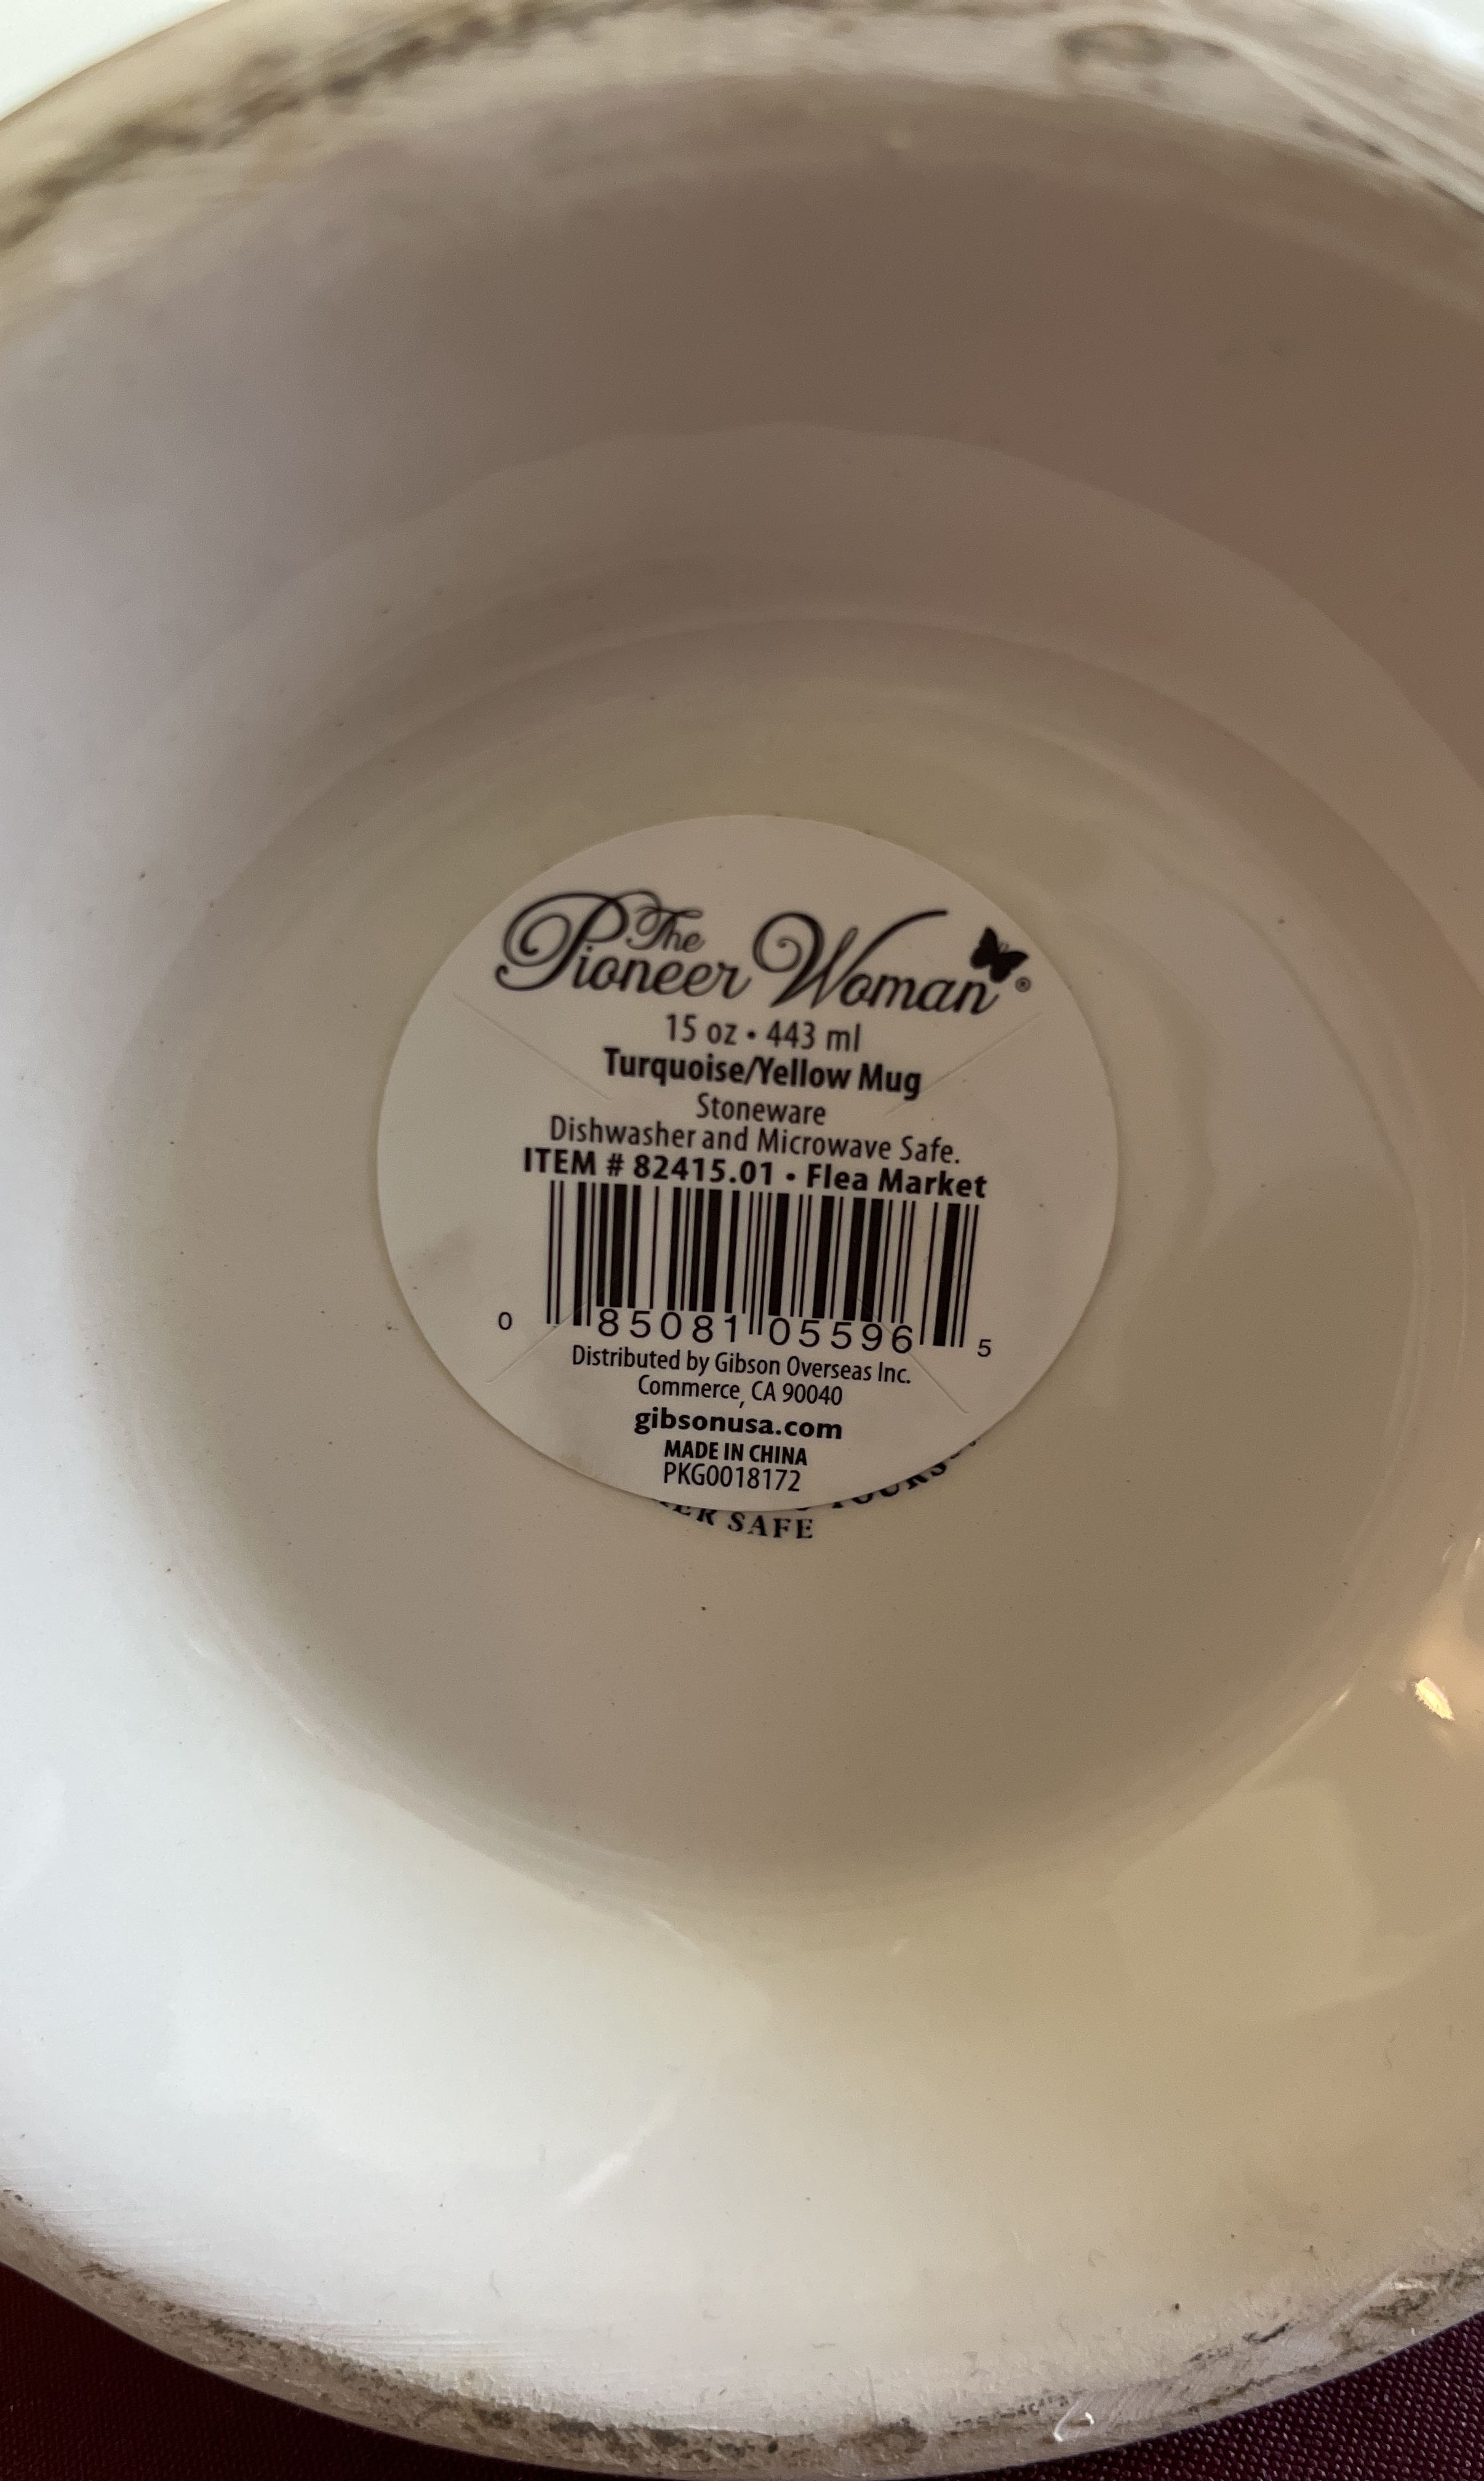 The
Pioneer Woman®
15 oz • 443 ml
Turquoise/Yellow Mug
Stoneware
Dishwasher and Microwave Safe.
ITEM # 82415.01 • Flea Market
0 85081 05596 5
Distributed by Gibson Overseas Inc.
Commerce, CA 90040
gibsonusa.com
MADE IN CHINA
PKG0018172
SAFE